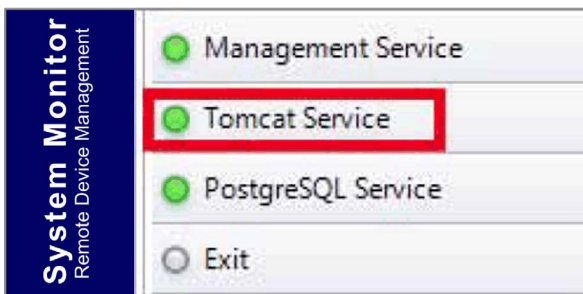 System Monitor
Remote Device Management
Management Service
Tomcat Service
PostgreSQL Service
Exit